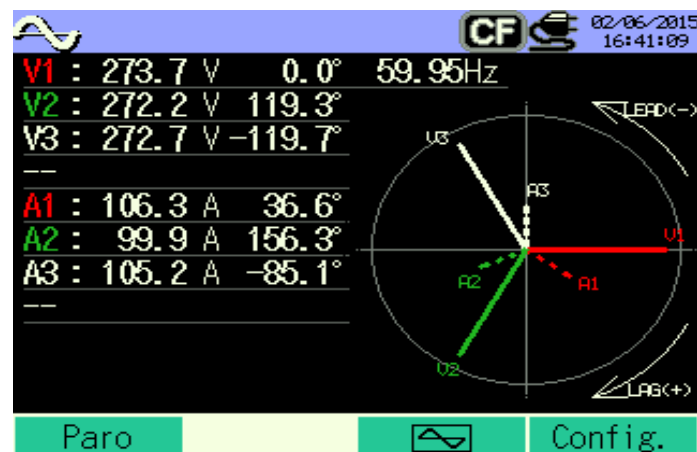 CF 02/06/2015
16:41:09
V1 : 273.7 V 0.0° 59.95Hz
V2 : 272.2 V 119.3°
V3 : 272.7 V -119.7°
--
A1 : 106.3 A 36.6°
A2 : 99.9 A 156.3°
A3 : 105.2 A -85.1°
--
LEAD(-)
V3
A3
V1
A2
A1
V2
LAG(+)
Paro
Config.